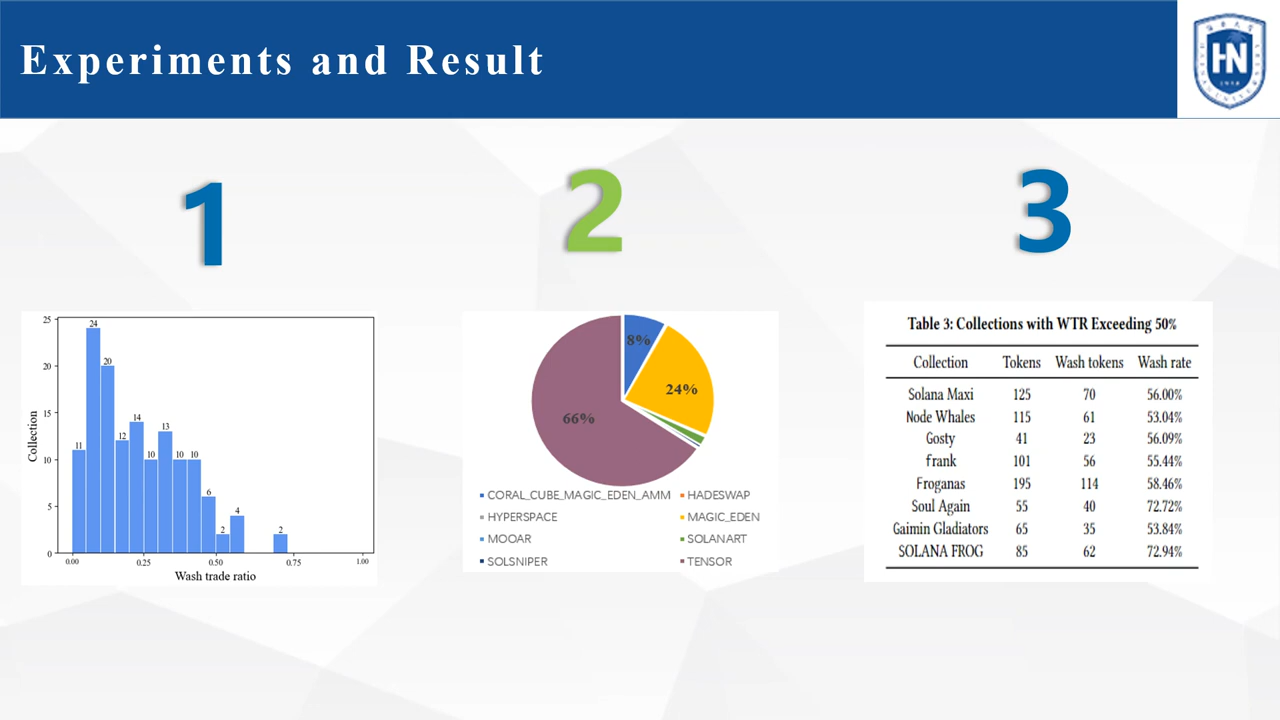 Experiments and Result
HN
1958
1
2
3
25
20
15
10
5
0
24
20
14
13
12
11
10
10
10
6
4
2
2
0.00
0.25
0.50
0.75
1.00
Collection
Wash trade ratio
8%
24%
66%
CORAL_CUBE_MAGIC_EDEN_AMM
HADESWAP
HYPERSPACE
MAGIC_EDEN
MOOAR
SOLANART
SOLSNIPER
TENSOR
Table 3: Collections with WTR Exceeding 50%
Collection Tokens Wash tokens Wash rate
Solana Maxi 125 70 56.00%
Node Whales 115 61 53.04%
Gosty 41 23 56.09%
frank 101 56 55.44%
Froganas 195 114 58.46%
Soul Again 55 40 72.72%
Gaimin Gladiators 65 35 53.84%
SOLANA FROG 85 62 72.94%